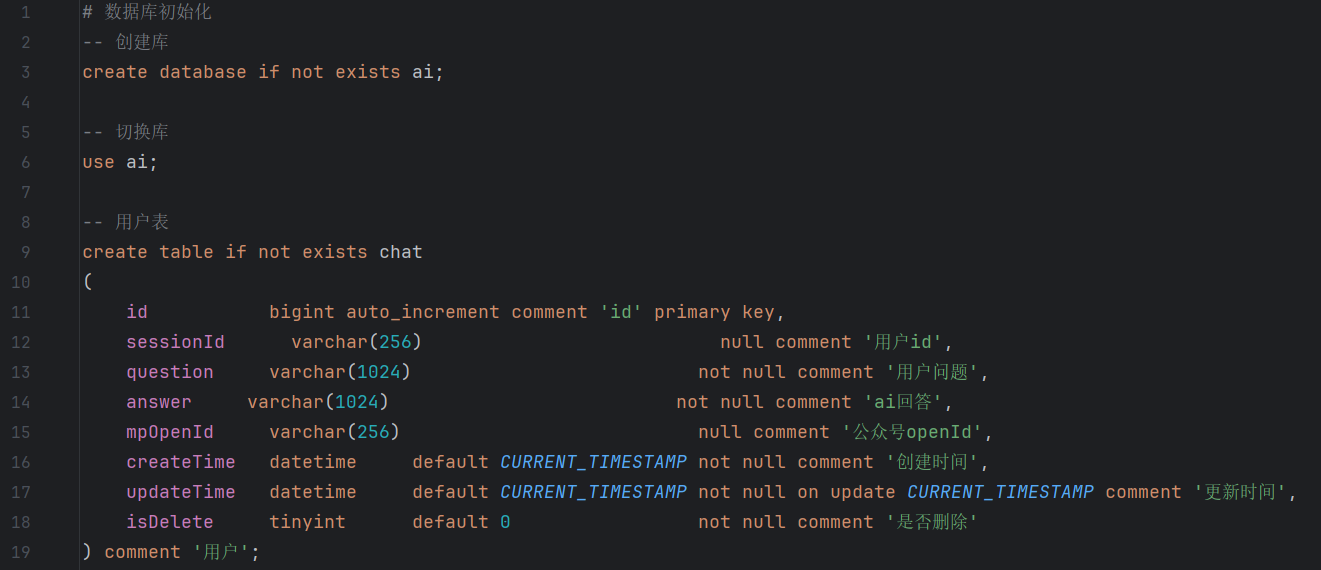 1 # 数据库初始化
2 -- 创建库
3 create database if not exists ai;
4
5 -- 切换库
6 use ai;
7
8 -- 用户表
9 create table if not exists chat
10 (
11 id bigint auto_increment comment 'id' primary key,
12 sessionId varchar(256) null comment '用户id',
13 question varchar(1024) not null comment '用户问题',
14 answer varchar(1024) not null comment 'ai回答',
15 mpOpenId varchar(256) null comment '公众号openId',
16 createTime datetime default CURRENT_TIMESTAMP not null comment '创建时间',
17 updateTime datetime default CURRENT_TIMESTAMP not null on update CURRENT_TIMESTAMP comment '更新时间',
18 isDelete tinyint default 0 not null comment '是否删除'
19 ) comment '用户';